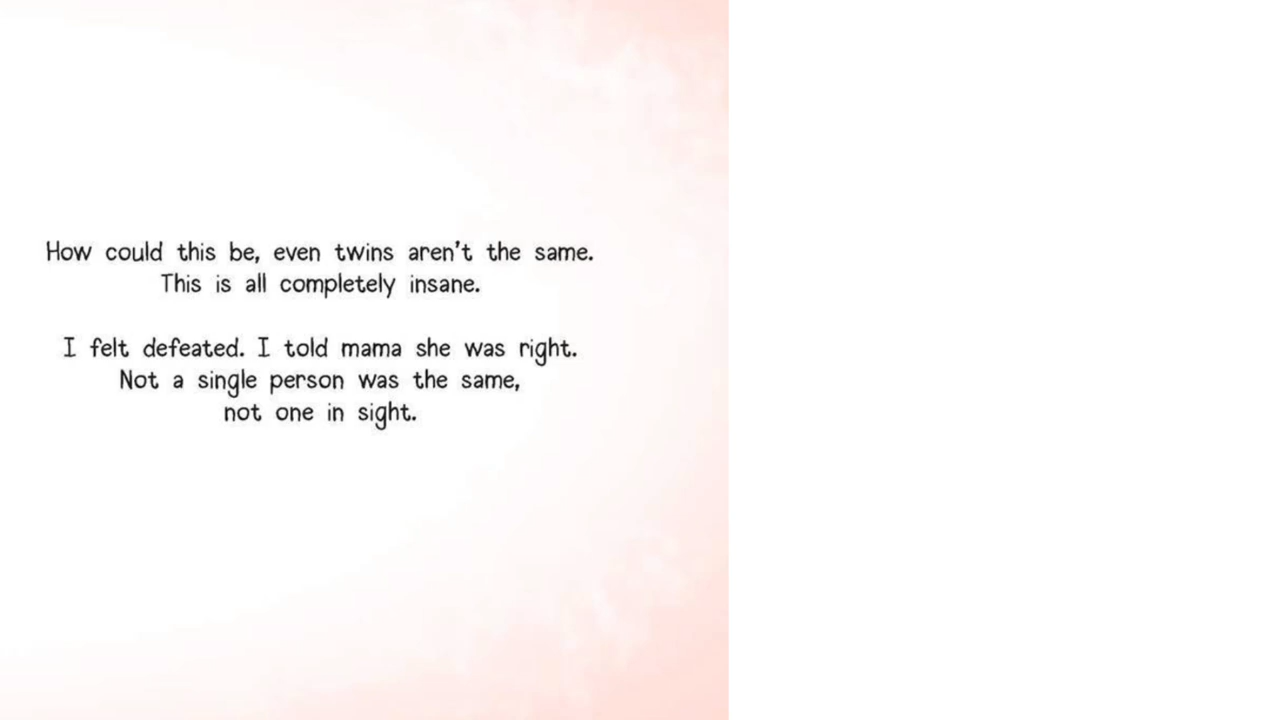 How could this be, even twins aren't the same.
This is all completely insane.
I felt defeated. I told mama she was right.
Not a single person was the same,
not one in sight.